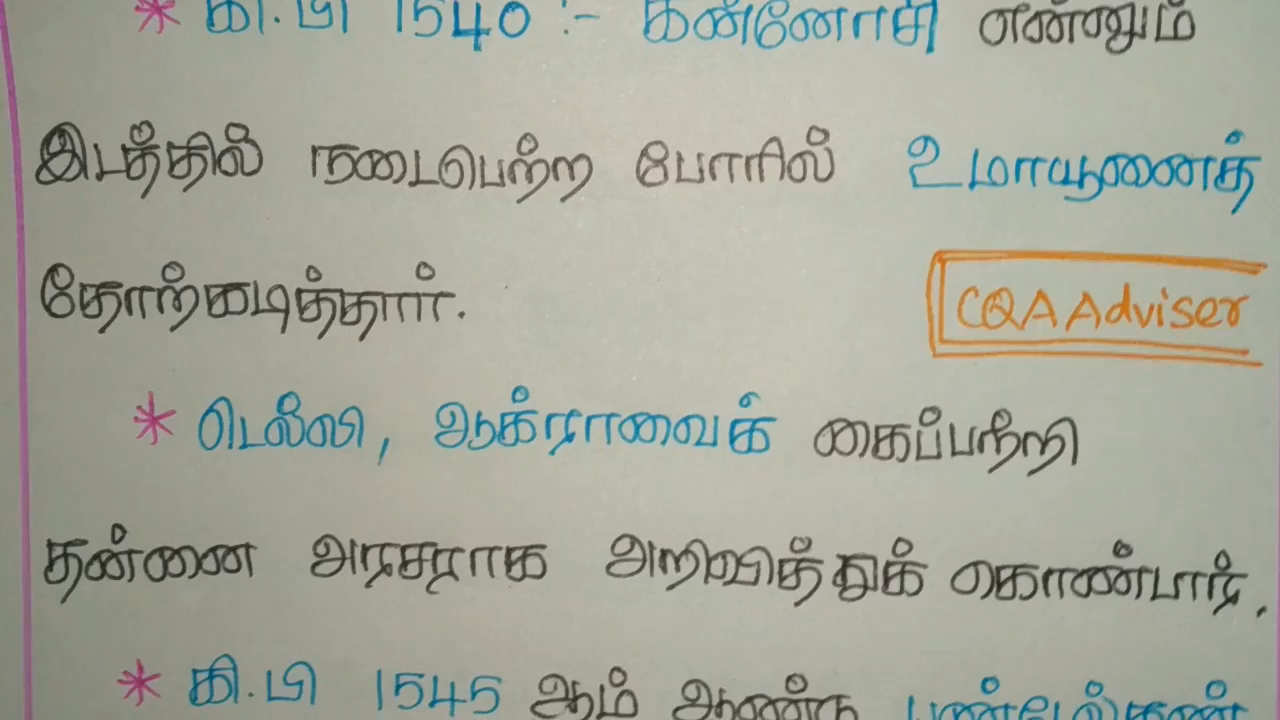 * கி.பி 1540 :- கன்னோசி என்னும்
இடத்தில் நடைபெற்ற போரில் உமாயூனைத்
தோற்கடித்தார்.
CQA Adviser
* டெல்லி, ஆக்ராவைக் கைப்பற்றி
தன்னை அரசராக அறிவித்துக் கொண்டார்.
* கி.பி 1545 ஆம் ஆண்டு